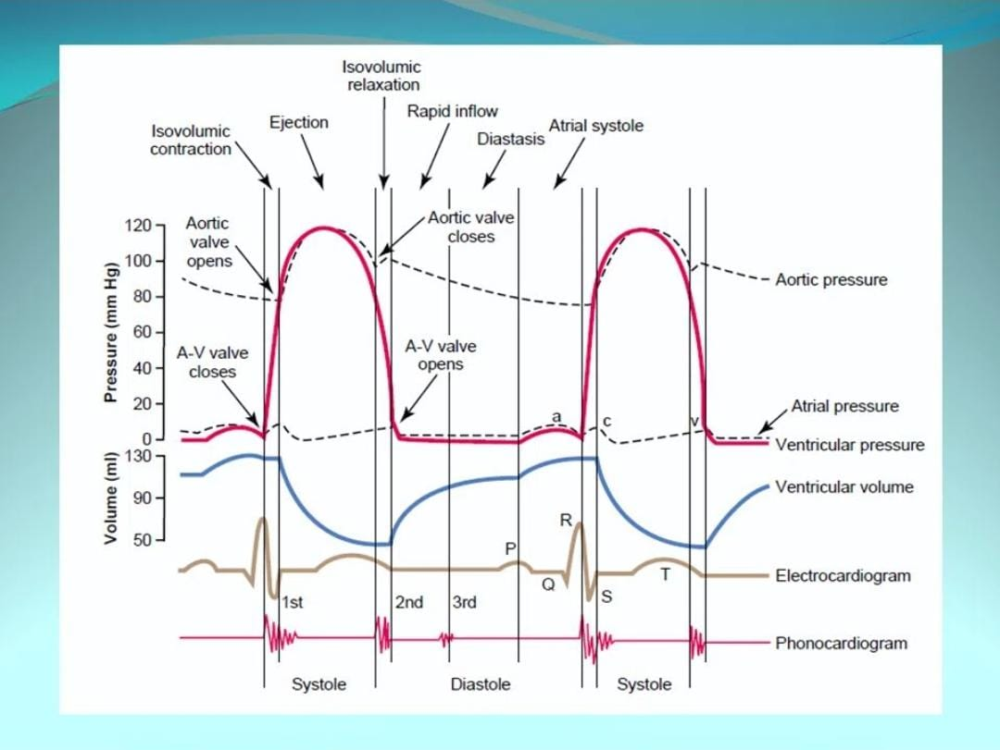 Isovolumic
relaxation
Rapid inflow
Ejection
Atrial systole
Isovolumic
contraction
Diastasis
Aortic
valve
opens
Aortic valve
closes
120
100
80
60
40
20
0
Pressure (mm Hg)
A-V valve
closes
A-V valve
opens
a
c
v
Aortic pressure
Atrial pressure
Ventricular pressure
130
90
50
Volume (ml)
Ventricular volume
R
P
Q
S
T
Electrocardiogram
1st
2nd
3rd
Phonocardiogram
Systole
Diastole
Systole